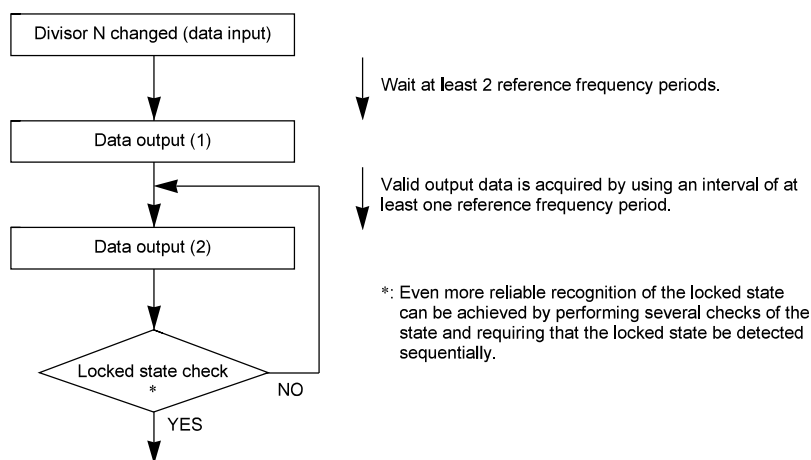 Divisor N changed (data input)
Wait at least 2 reference frequency periods.
Data output (1)
Valid output data is acquired by using an interval of at
least one reference frequency period.
Data output (2)
*: Even more reliable recognition of the locked state
can be achieved by performing several checks of the
state and requiring that the locked state be detected
sequentially.
Locked state check
*
NO
YES